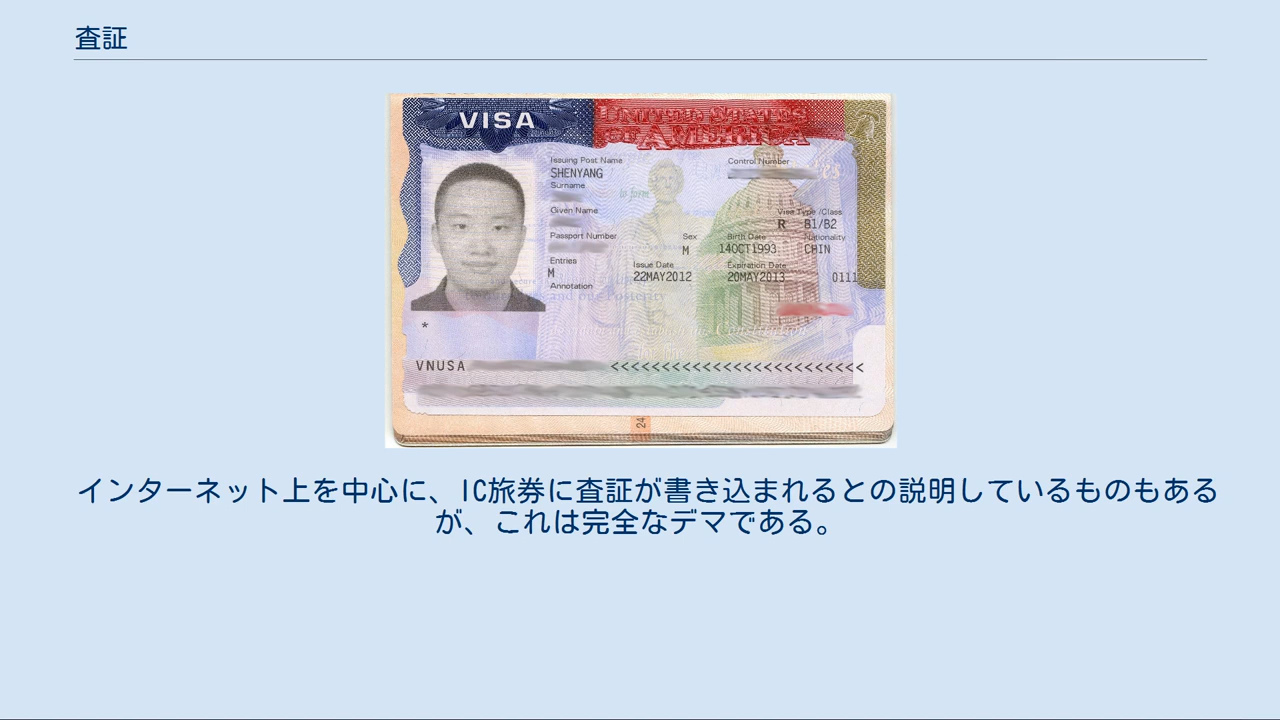 査証
VISA
UNITED STATES
OF AMERICA
Issuing Post Name
SHENYANG
Control Number
Surname
Given Name
Visa Type /Class
R B1/B2
Passport Number
Sex
M
Birth Date
14OCT1993
Nationality
CHIN
Entries
M
Issue Date
22MAY2012
Expiration Date
20MAY2013
0111
Annotation
and our Posterity
*
VNUSA
<<<<<<<<<<<<<<<<<<<<<<<<<
24
インターネット上を中心に、IC旅券に査証が書き込まれるとの説明しているものもある
が、これは完全なデマである。